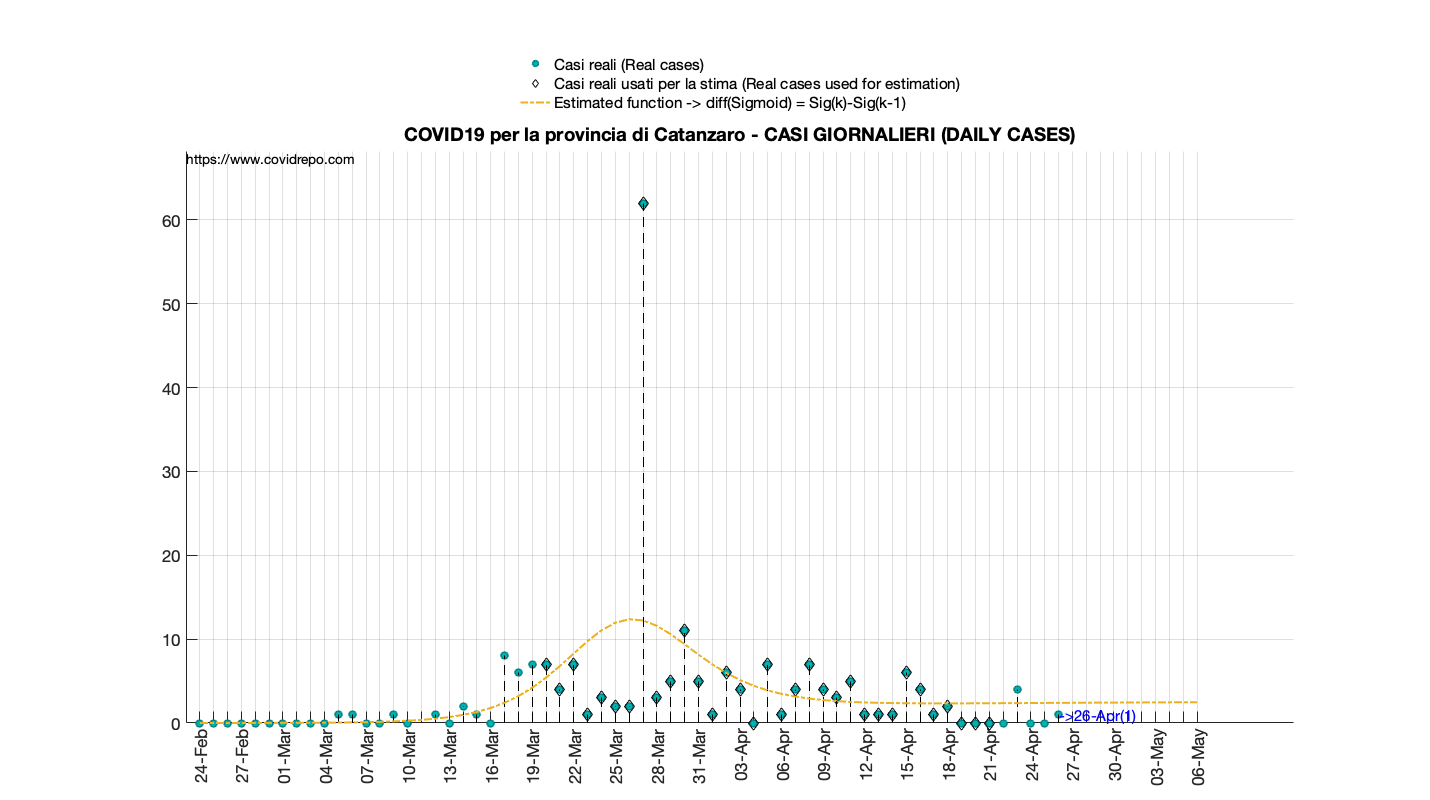 Casi reali (Real cases)
Casi reali usati per la stima (Real cases used for estimation)
Estimated function -> diff(Sigmoid) = Sig(k)-Sig(k-1)
COVID19 per la provincia di Catanzaro - CASI GIORNALIERI (DAILY CASES)
https://www.covidrepo.com
60
50
40
30
20
10
0
->26-Apr(1)
24-Feb
27-Feb
01-Mar
04-Mar
07-Mar
10-Mar
13-Mar
16-Mar
19-Mar
22-Mar
25-Mar
28-Mar
31-Mar
03-Apr
06-Apr
09-Apr
12-Apr
15-Apr
18-Apr
21-Apr
24-Apr
27-Apr
30-Apr
03-May
06-May